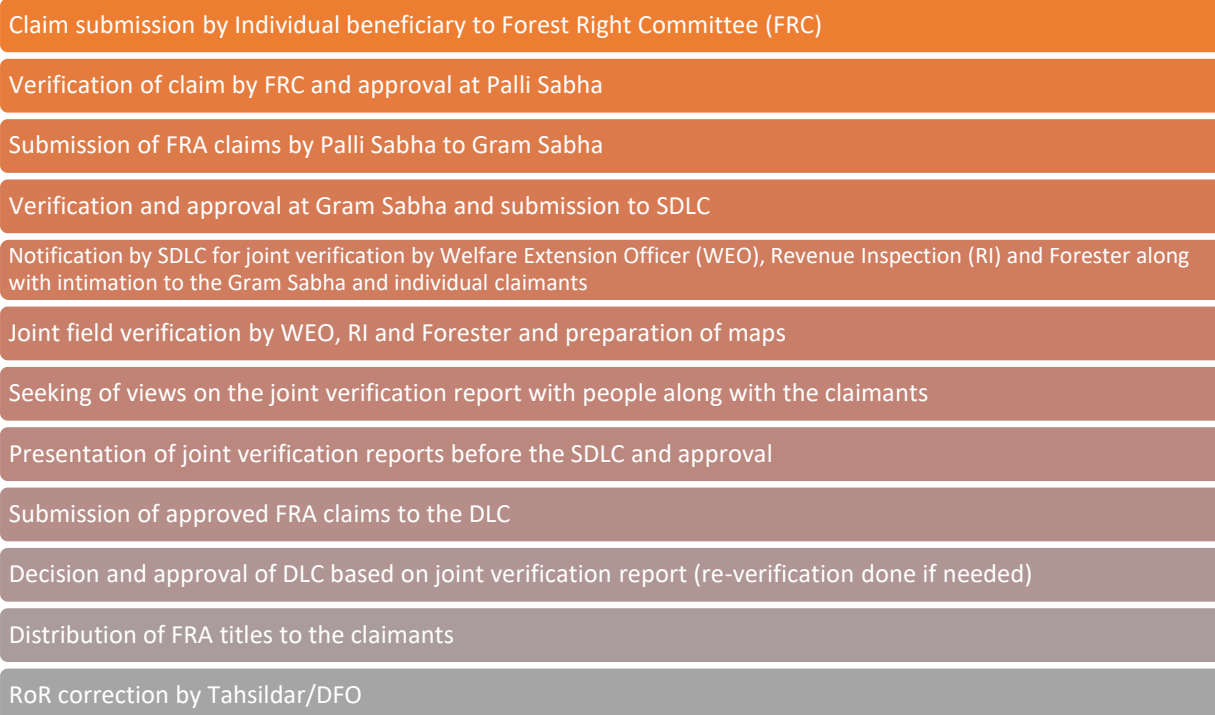 Claim submission by Individual beneficiary to Forest Right Committee (FRC)
Verification of claim by FRC and approval at Palli Sabha
Submission of FRA claims by Palli Sabha to Gram Sabha
Verification and approval at Gram Sabha and submission to SDLC
Notification by SDLC for joint verification by Welfare Extension Officer (WEO), Revenue Inspection (RI) and Forester along
with intimation to the Gram Sabha and individual claimants
Joint field verification by WEO, RI and Forester and preparation of maps
Seeking of views on the joint verification report with people along with the claimants
Presentation of joint verification reports before the SDLC and approval
Submission of approved FRA claims to the DLC
Decision and approval of DLC based on joint verification report (re-verification done if needed)
Distribution of FRA titles to the claimants
RoR correction by Tahsildar/DFO